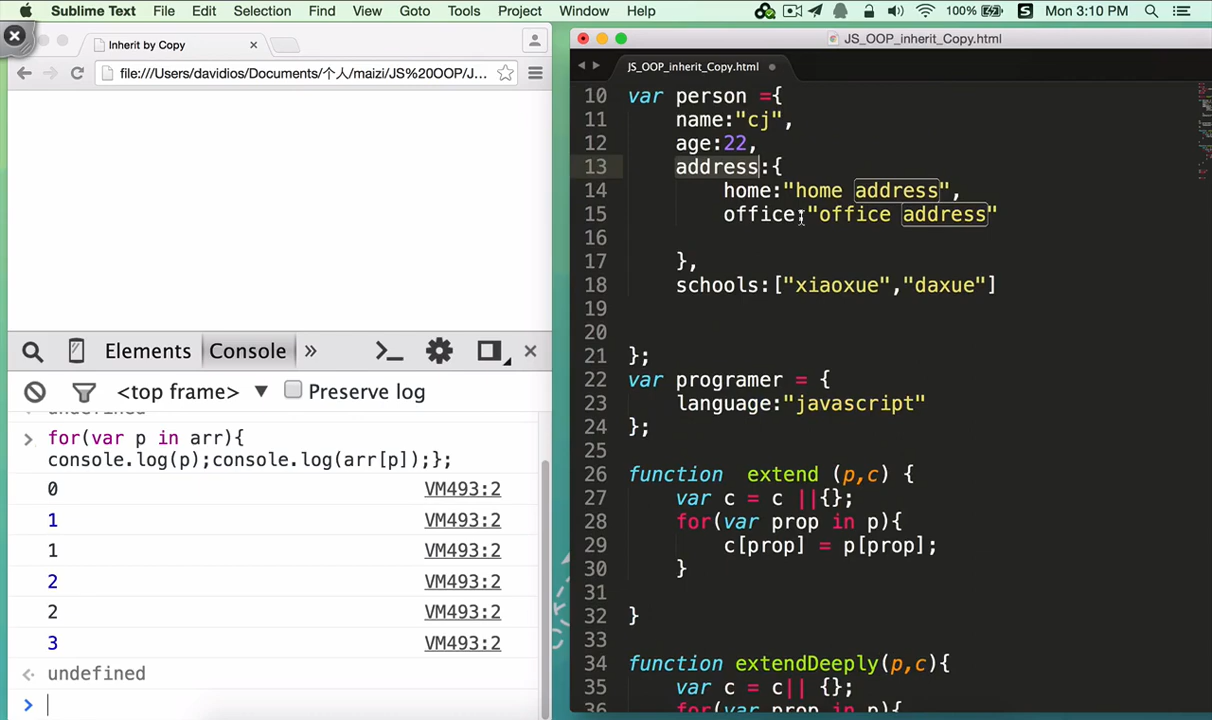 Sublime Text File Edit Selection Find View Goto Tools Project Window Help 100% Mon 3:10 PM
Inherit by Copy
file:///Users/davidios/Documents/个人/maizi/JS%20OOP/J...
Elements Console »
<top frame> ▼ Preserve log
undefined
> for(var p in arr){
console.log(p);console.log(arr[p]);};
0 VM493:2
1 VM493:2
1 VM493:2
2 VM493:2
2 VM493:2
3 VM493:2
undefined
>
JS_OOP_inherit_Copy.html
JS_OOP_inherit_Copy.html
10 var person ={
11 name:"cj",
12 age:22,
13 address:{
14 home:"home address",
15 office:"office address"
16
17 },
18 schools:["xiaoxue","daxue"]
19
20
21 };
22 var programer = {
23 language:"javascript"
24 };
25
26 function extend (p,c) {
27 var c = c ||{};
28 for(var prop in p){
29 c[prop] = p[prop];
30 }
31
32 }
33
34 function extendDeeply(p,c){
35 var c = c|| {};
36 for(var prop in p){